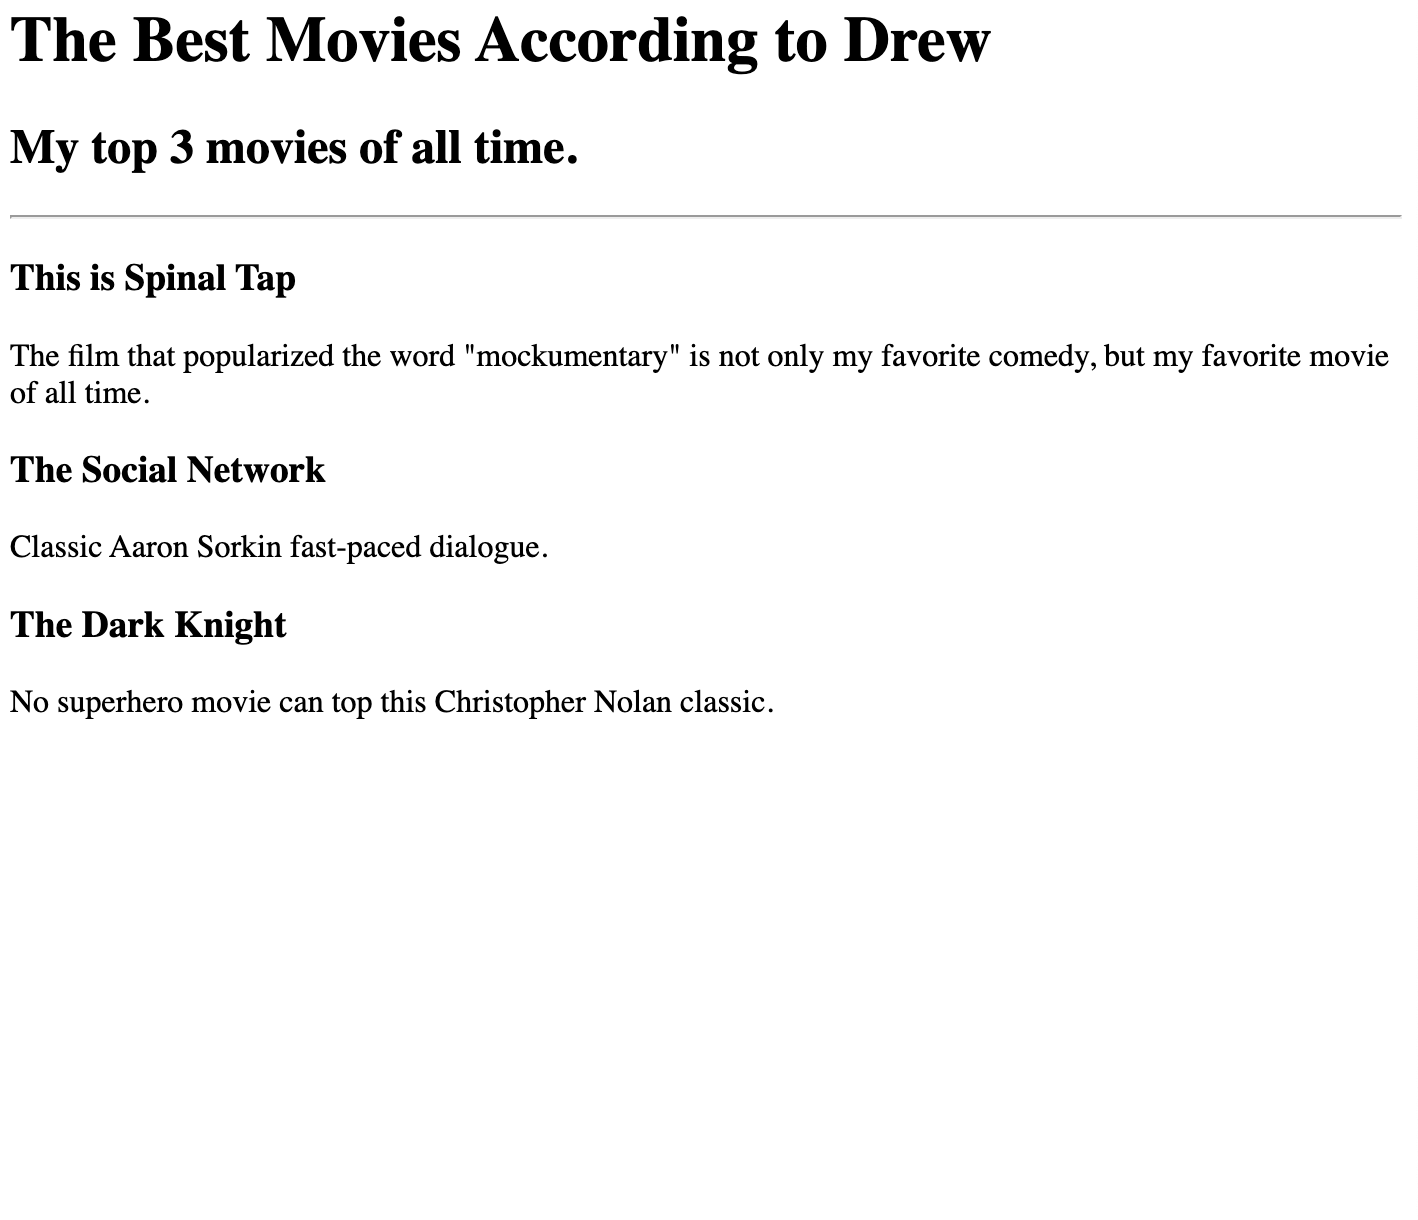 The Best Movies According to Drew
My top 3 movies of all time.
This is Spinal Tap
The film that popularized the word "mockumentary" is not only my favorite comedy, but my favorite movie
of all time.
The Social Network
Classic Aaron Sorkin fast-paced dialogue.
The Dark Knight
No superhero movie can top this Christopher Nolan classic.